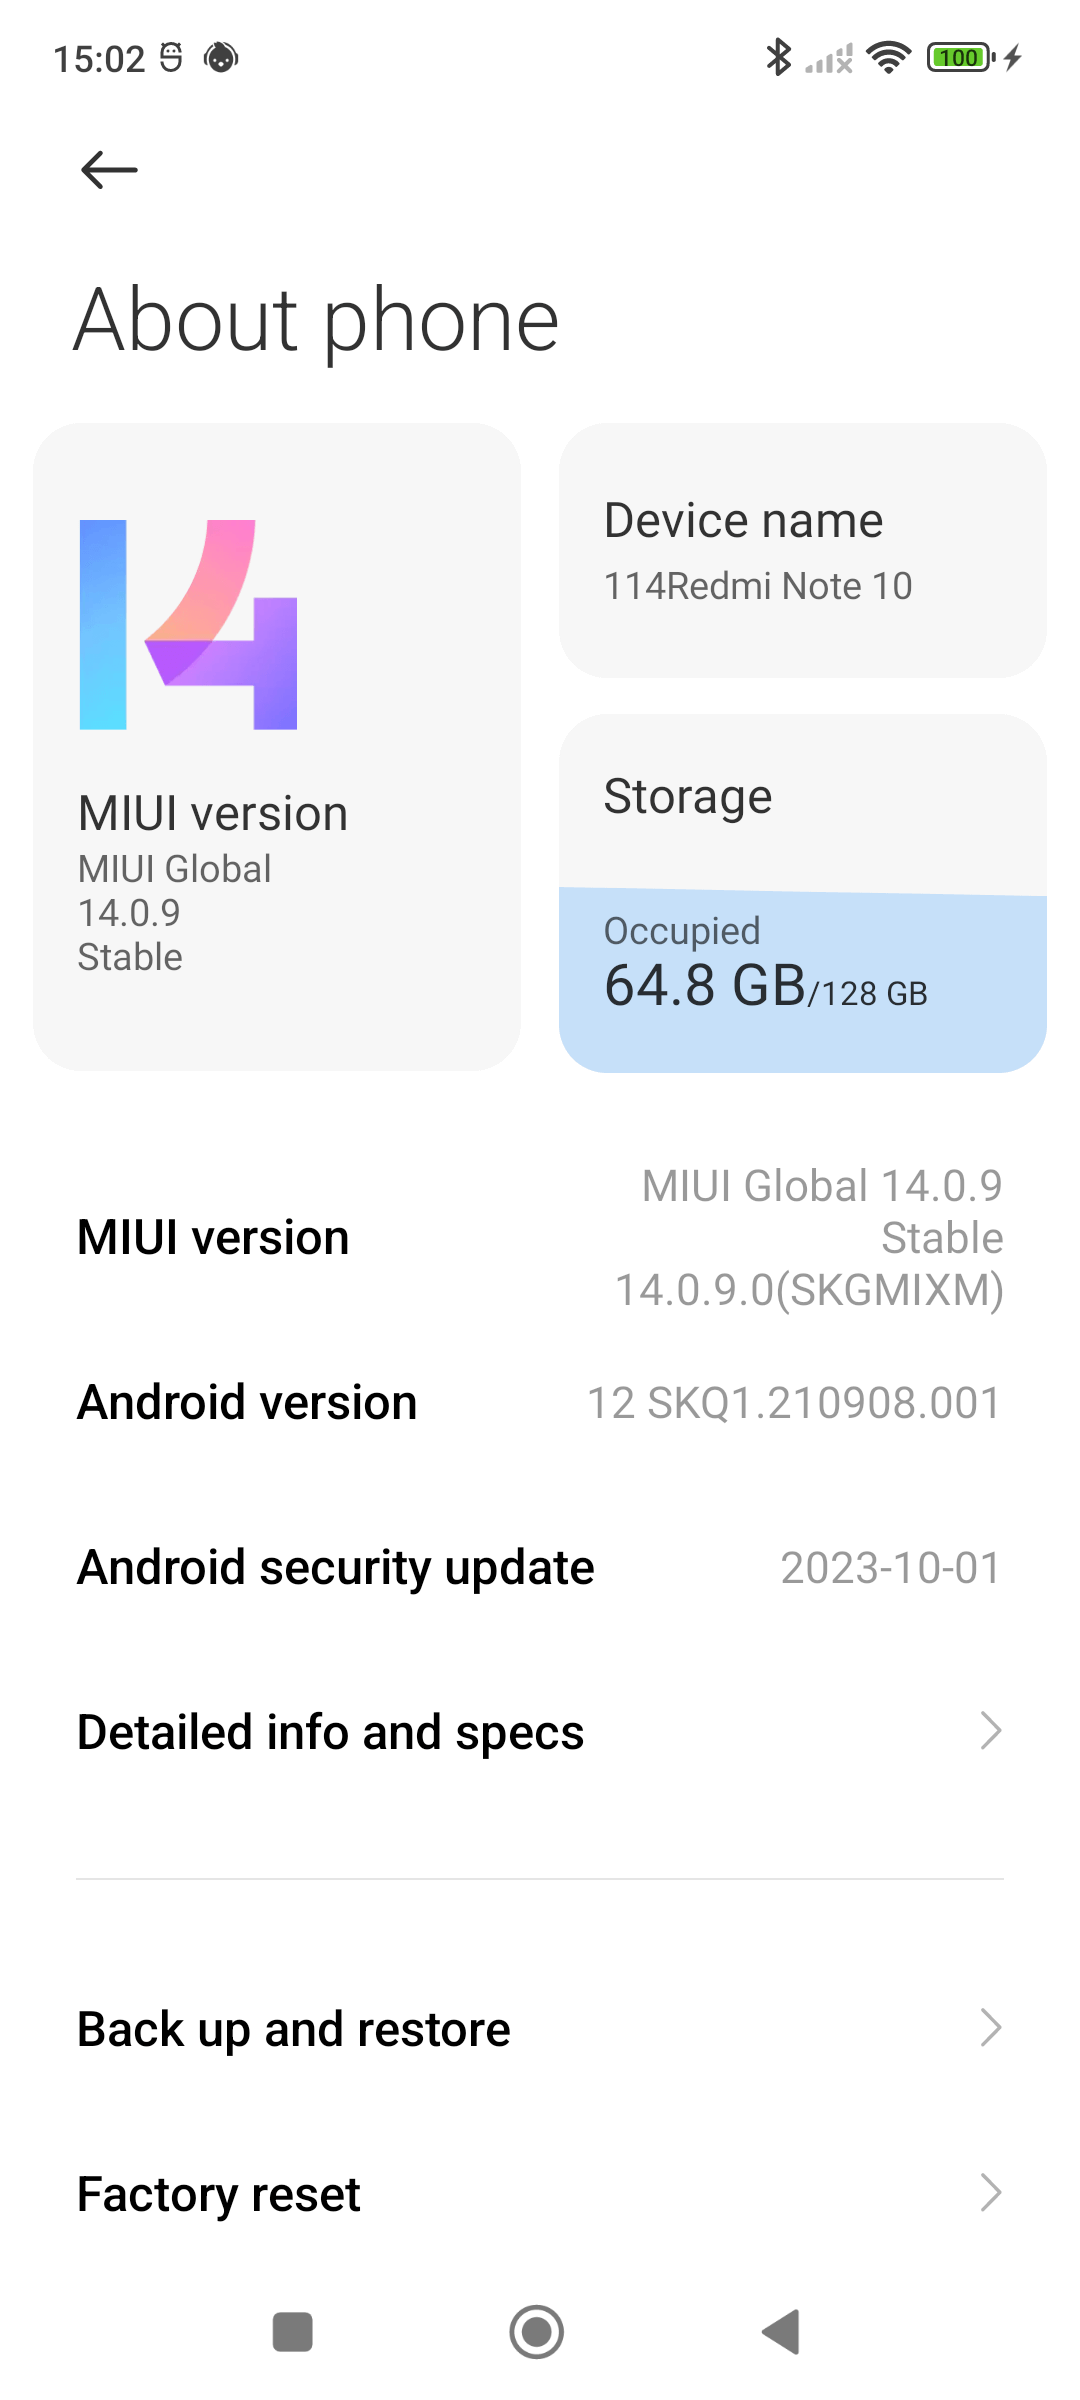 15:02
100
About phone
14
MIUI version
MIUI Global
14.0.9
Stable
Device name
114Redmi Note 10
Storage
Occupied
64.8 GB/128 GB
MIUI version
MIUI Global 14.0.9
Stable
14.0.9.0(SKGMIXM)
Android version
12 SKQ1.210908.001
Android security update
2023-10-01
Detailed info and specs
Back up and restore
Factory reset